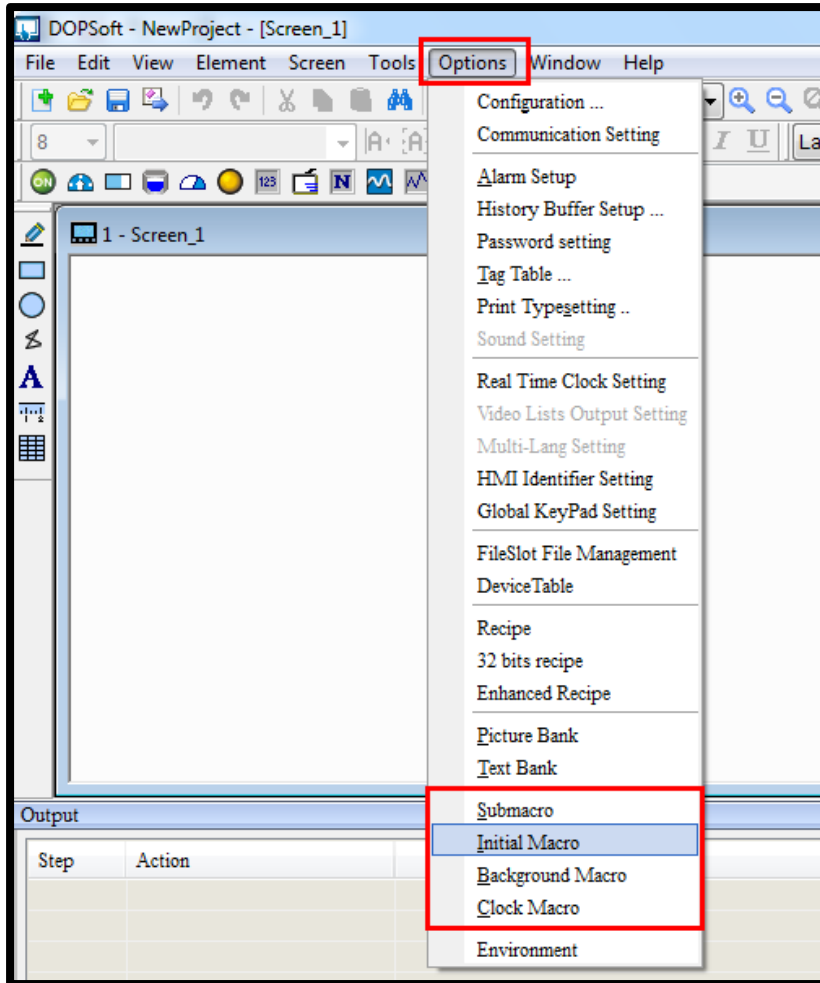 DOPSoft - NewProject - [Screen_1]
File Edit View Element Screen Tools Options Window Help
8
La
ON
123
N
1 - Screen_1
A
Configuration ...
Communication Setting
Alarm Setup
History Buffer Setup ...
Password setting
Tag Table ...
Print Typesetting ..
Sound Setting
Real Time Clock Setting
Video Lists Output Setting
Multi-Lang Setting
HMI Identifier Setting
Global KeyPad Setting
FileSlot File Management
DeviceTable
Recipe
32 bits recipe
Enhanced Recipe
Picture Bank
Text Bank
Submacro
Initial Macro
Background Macro
Clock Macro
Environment
Output
Step Action